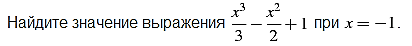 Найдите значение выражения x³/3 − x²/2 + 1 при x = −1.